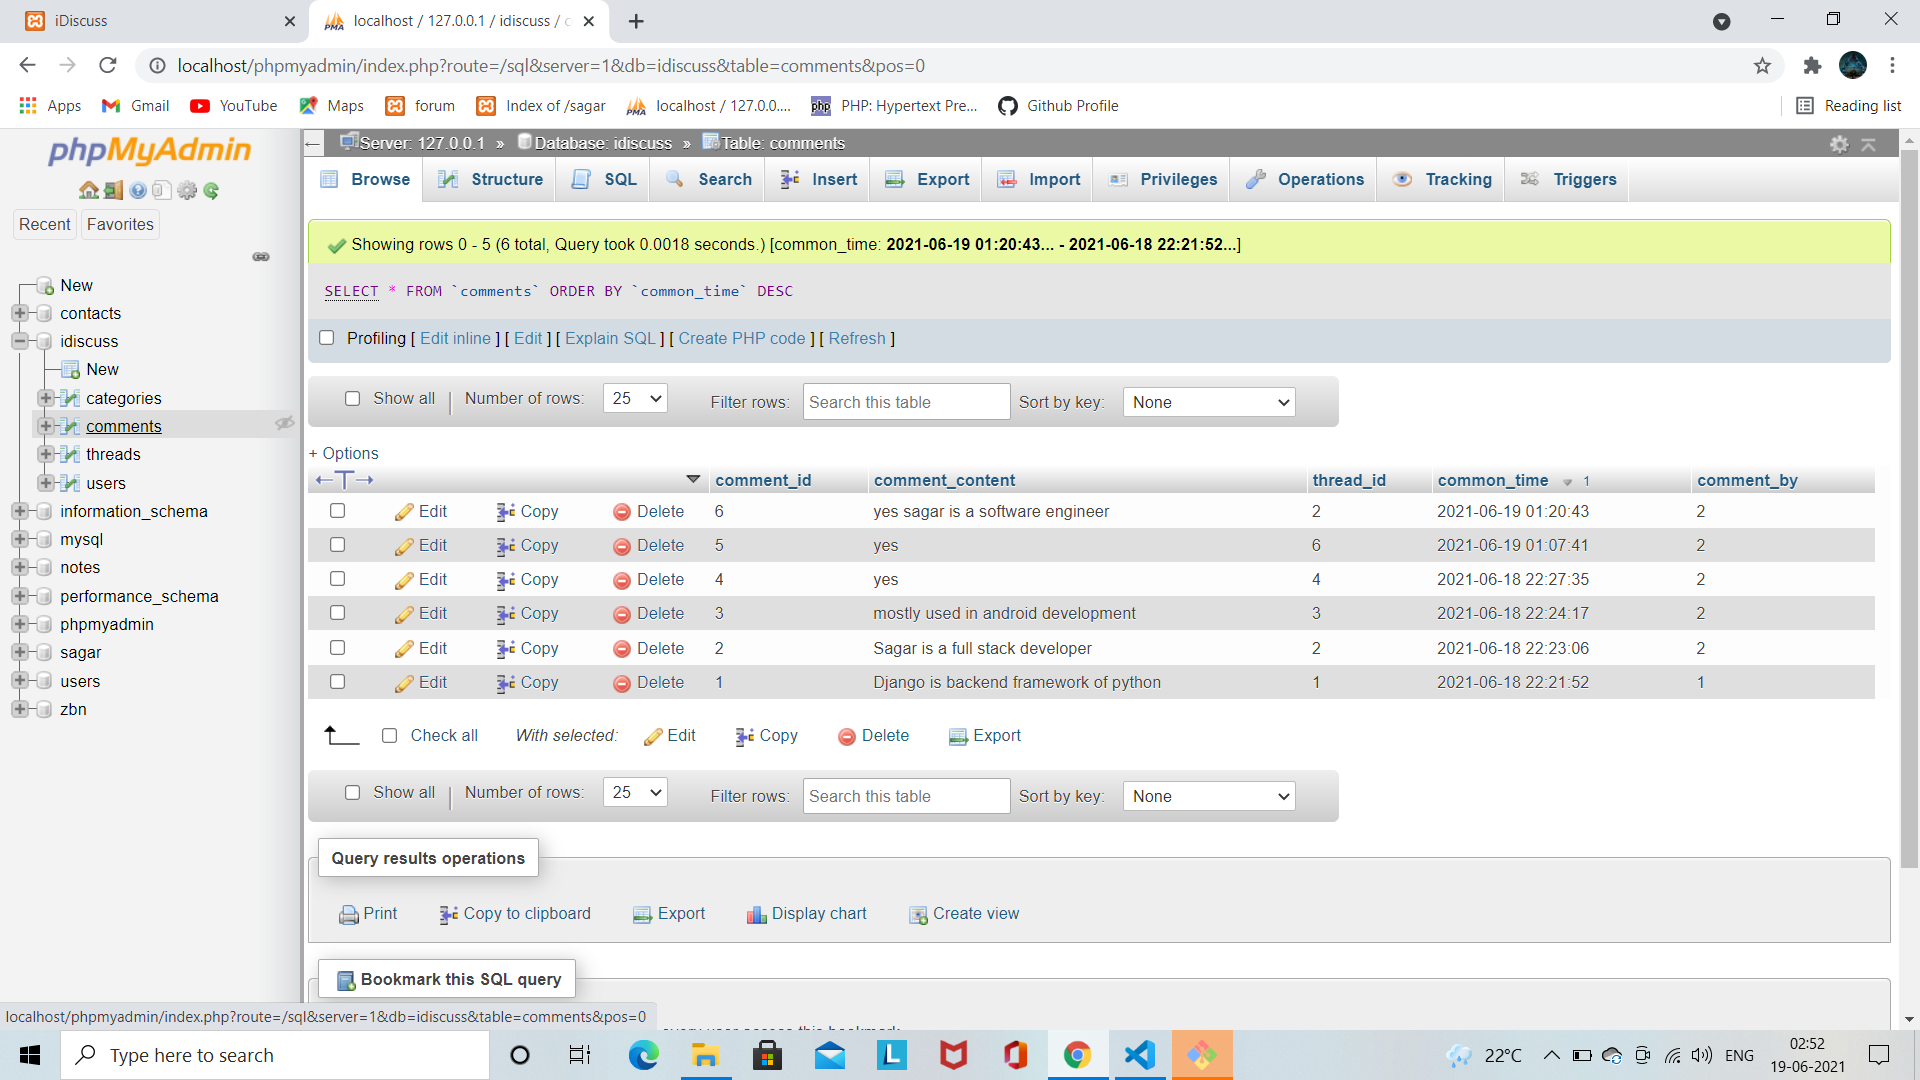 iDiscuss
localhost / 127.0.0.1 / idiscuss / c
localhost/phpmyadmin/index.php?route=/sql&server=1&db=idiscuss&table=comments&pos=0
Apps Gmail YouTube Maps forum Index of /sagar localhost / 127.0.0.... PHP: Hypertext Pre... Github Profile Reading list
phpMyAdmin
Recent Favorites
New
contacts
idiscuss
New
categories
comments
threads
users
information_schema
mysql
notes
performance_schema
phpmyadmin
sagar
users
zbn
Server: 127.0.0.1 » Database: idiscuss » Table: comments
Browse Structure SQL Search Insert Export Import Privileges Operations Tracking Triggers
Showing rows 0 - 5 (6 total, Query took 0.0018 seconds.) [common_time: 2021-06-19 01:20:43... - 2021-06-18 22:21:52...]
SELECT * FROM `comments` ORDER BY `common_time` DESC
Profiling [ Edit inline ] [ Edit ] [ Explain SQL ] [ Create PHP code ] [ Refresh ]
Show all | Number of rows: 25 Filter rows: Search this table Sort by key: None
+ Options
←T→ comment_id comment_content thread_id common_time 1 comment_by
Edit Copy Delete 6 yes sagar is a software engineer 2 2021-06-19 01:20:43 2
Edit Copy Delete 5 yes 6 2021-06-19 01:07:41 2
Edit Copy Delete 4 yes 4 2021-06-18 22:27:35 2
Edit Copy Delete 3 mostly used in android development 3 2021-06-18 22:24:17 2
Edit Copy Delete 2 Sagar is a full stack developer 2 2021-06-18 22:23:06 2
Edit Copy Delete 1 Django is backend framework of python 1 2021-06-18 22:21:52 1
Check all With selected: Edit Copy Delete Export
Show all | Number of rows: 25 Filter rows: Search this table Sort by key: None
Query results operations
Print Copy to clipboard Export Display chart Create view
Bookmark this SQL query
localhost/phpmyadmin/index.php?route=/sql&server=1&db=idiscuss&table=comments&pos=0
Type here to search
22°C ENG 02:52
19-06-2021